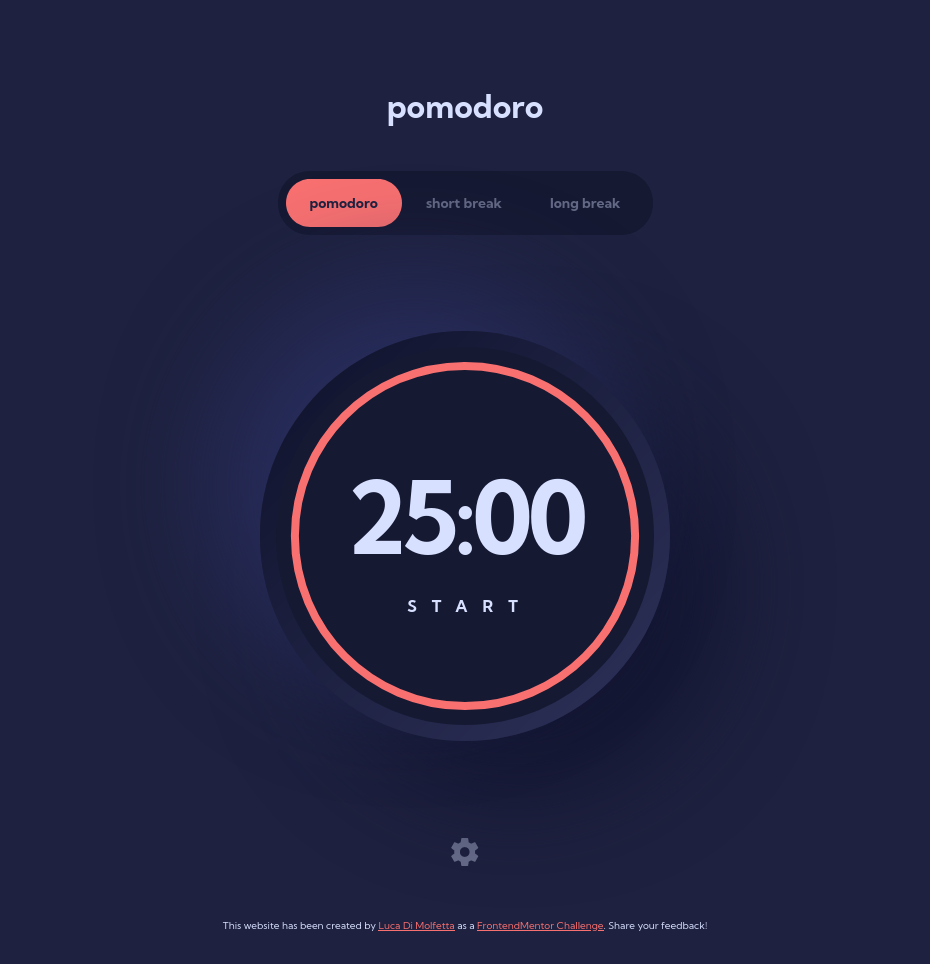 pomodoro
pomodoro short break long break
25:00
START
This website has been created by Luca Di Molfetta as a FrontendMentor Challenge. Share your feedback!